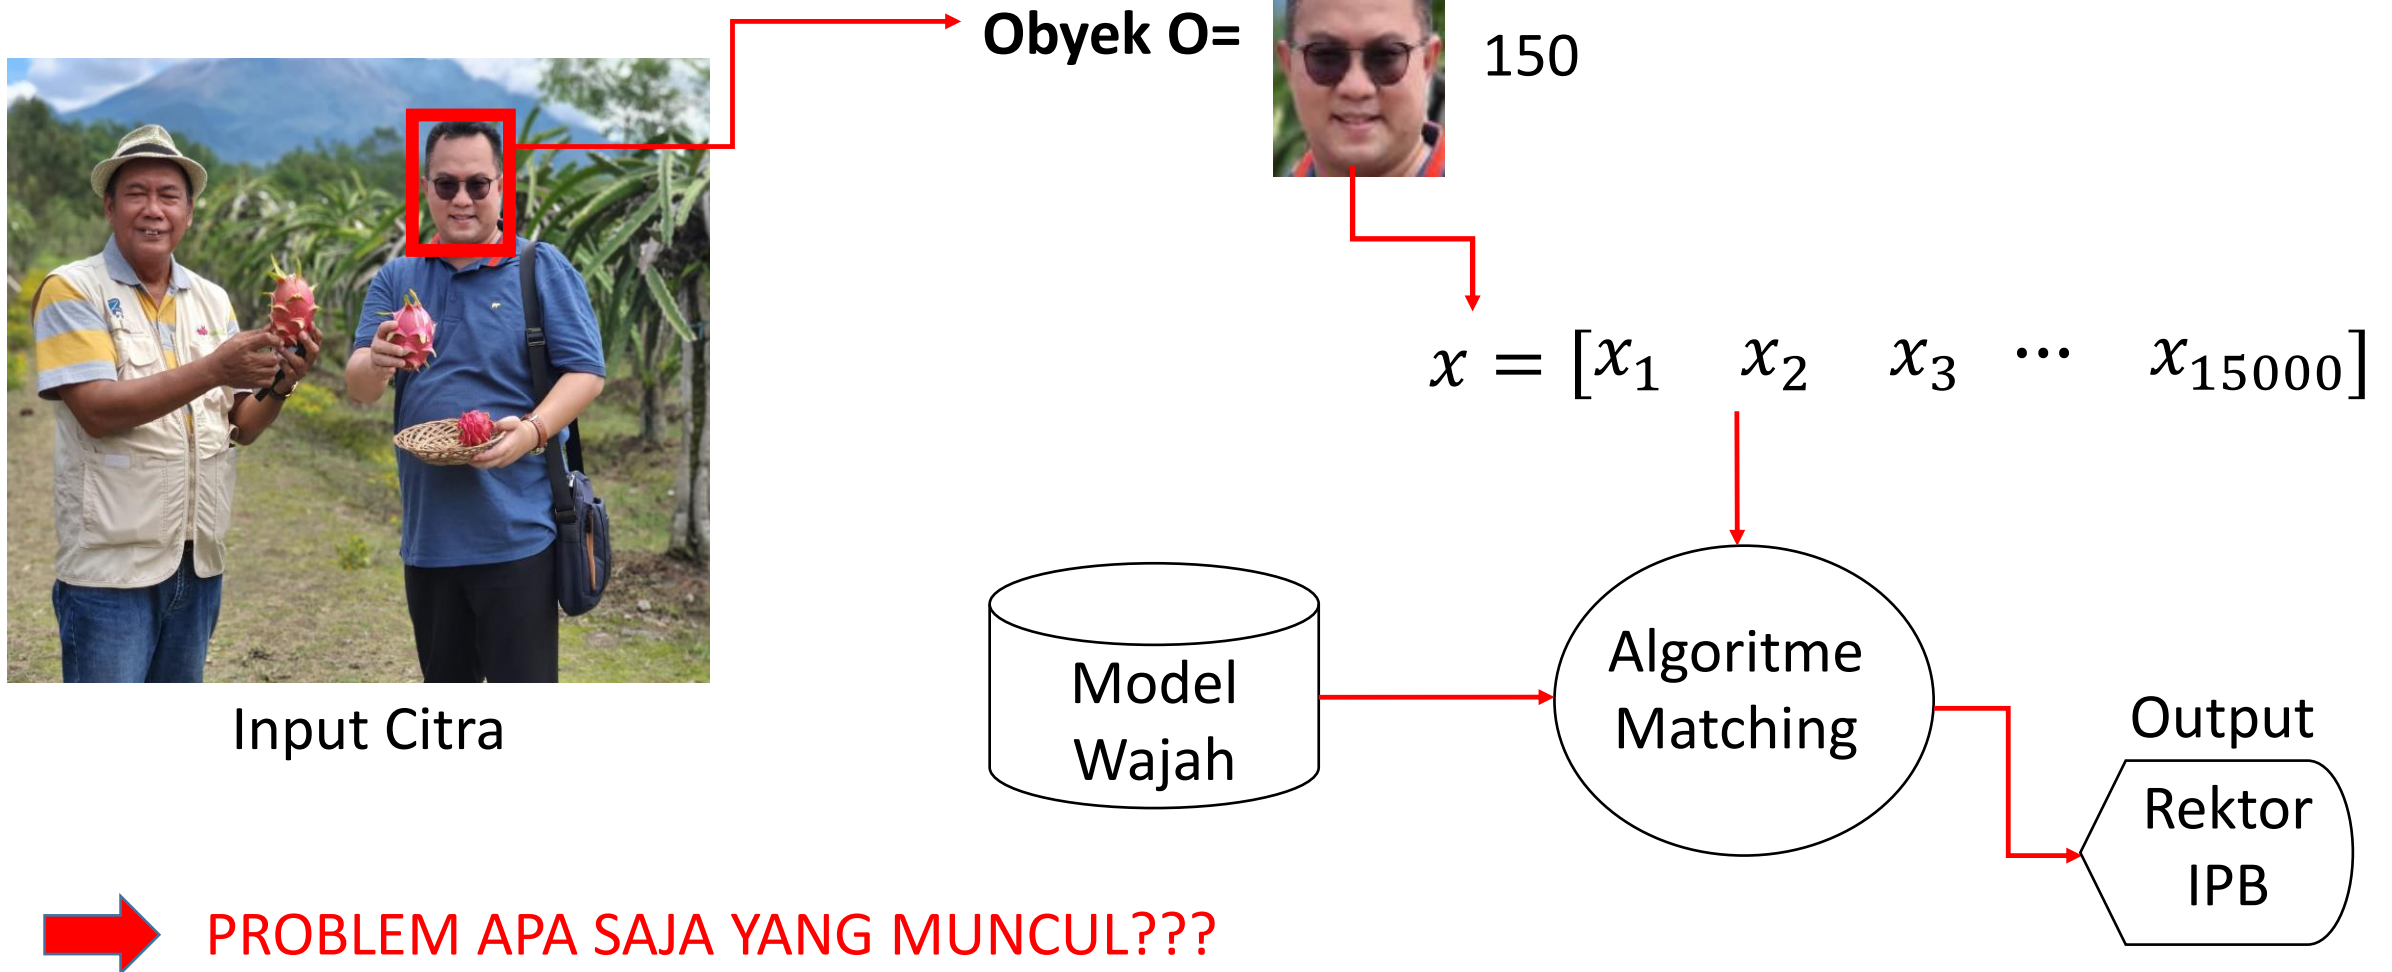 Obyek O=
150
x = [x₁ x₂ x₃ ⋯ x₁₅₀₀₀]
Input Citra
Model
Wajah
Algoritme
Matching
Output
Rektor
IPB
PROBLEM APA SAJA YANG MUNCUL???